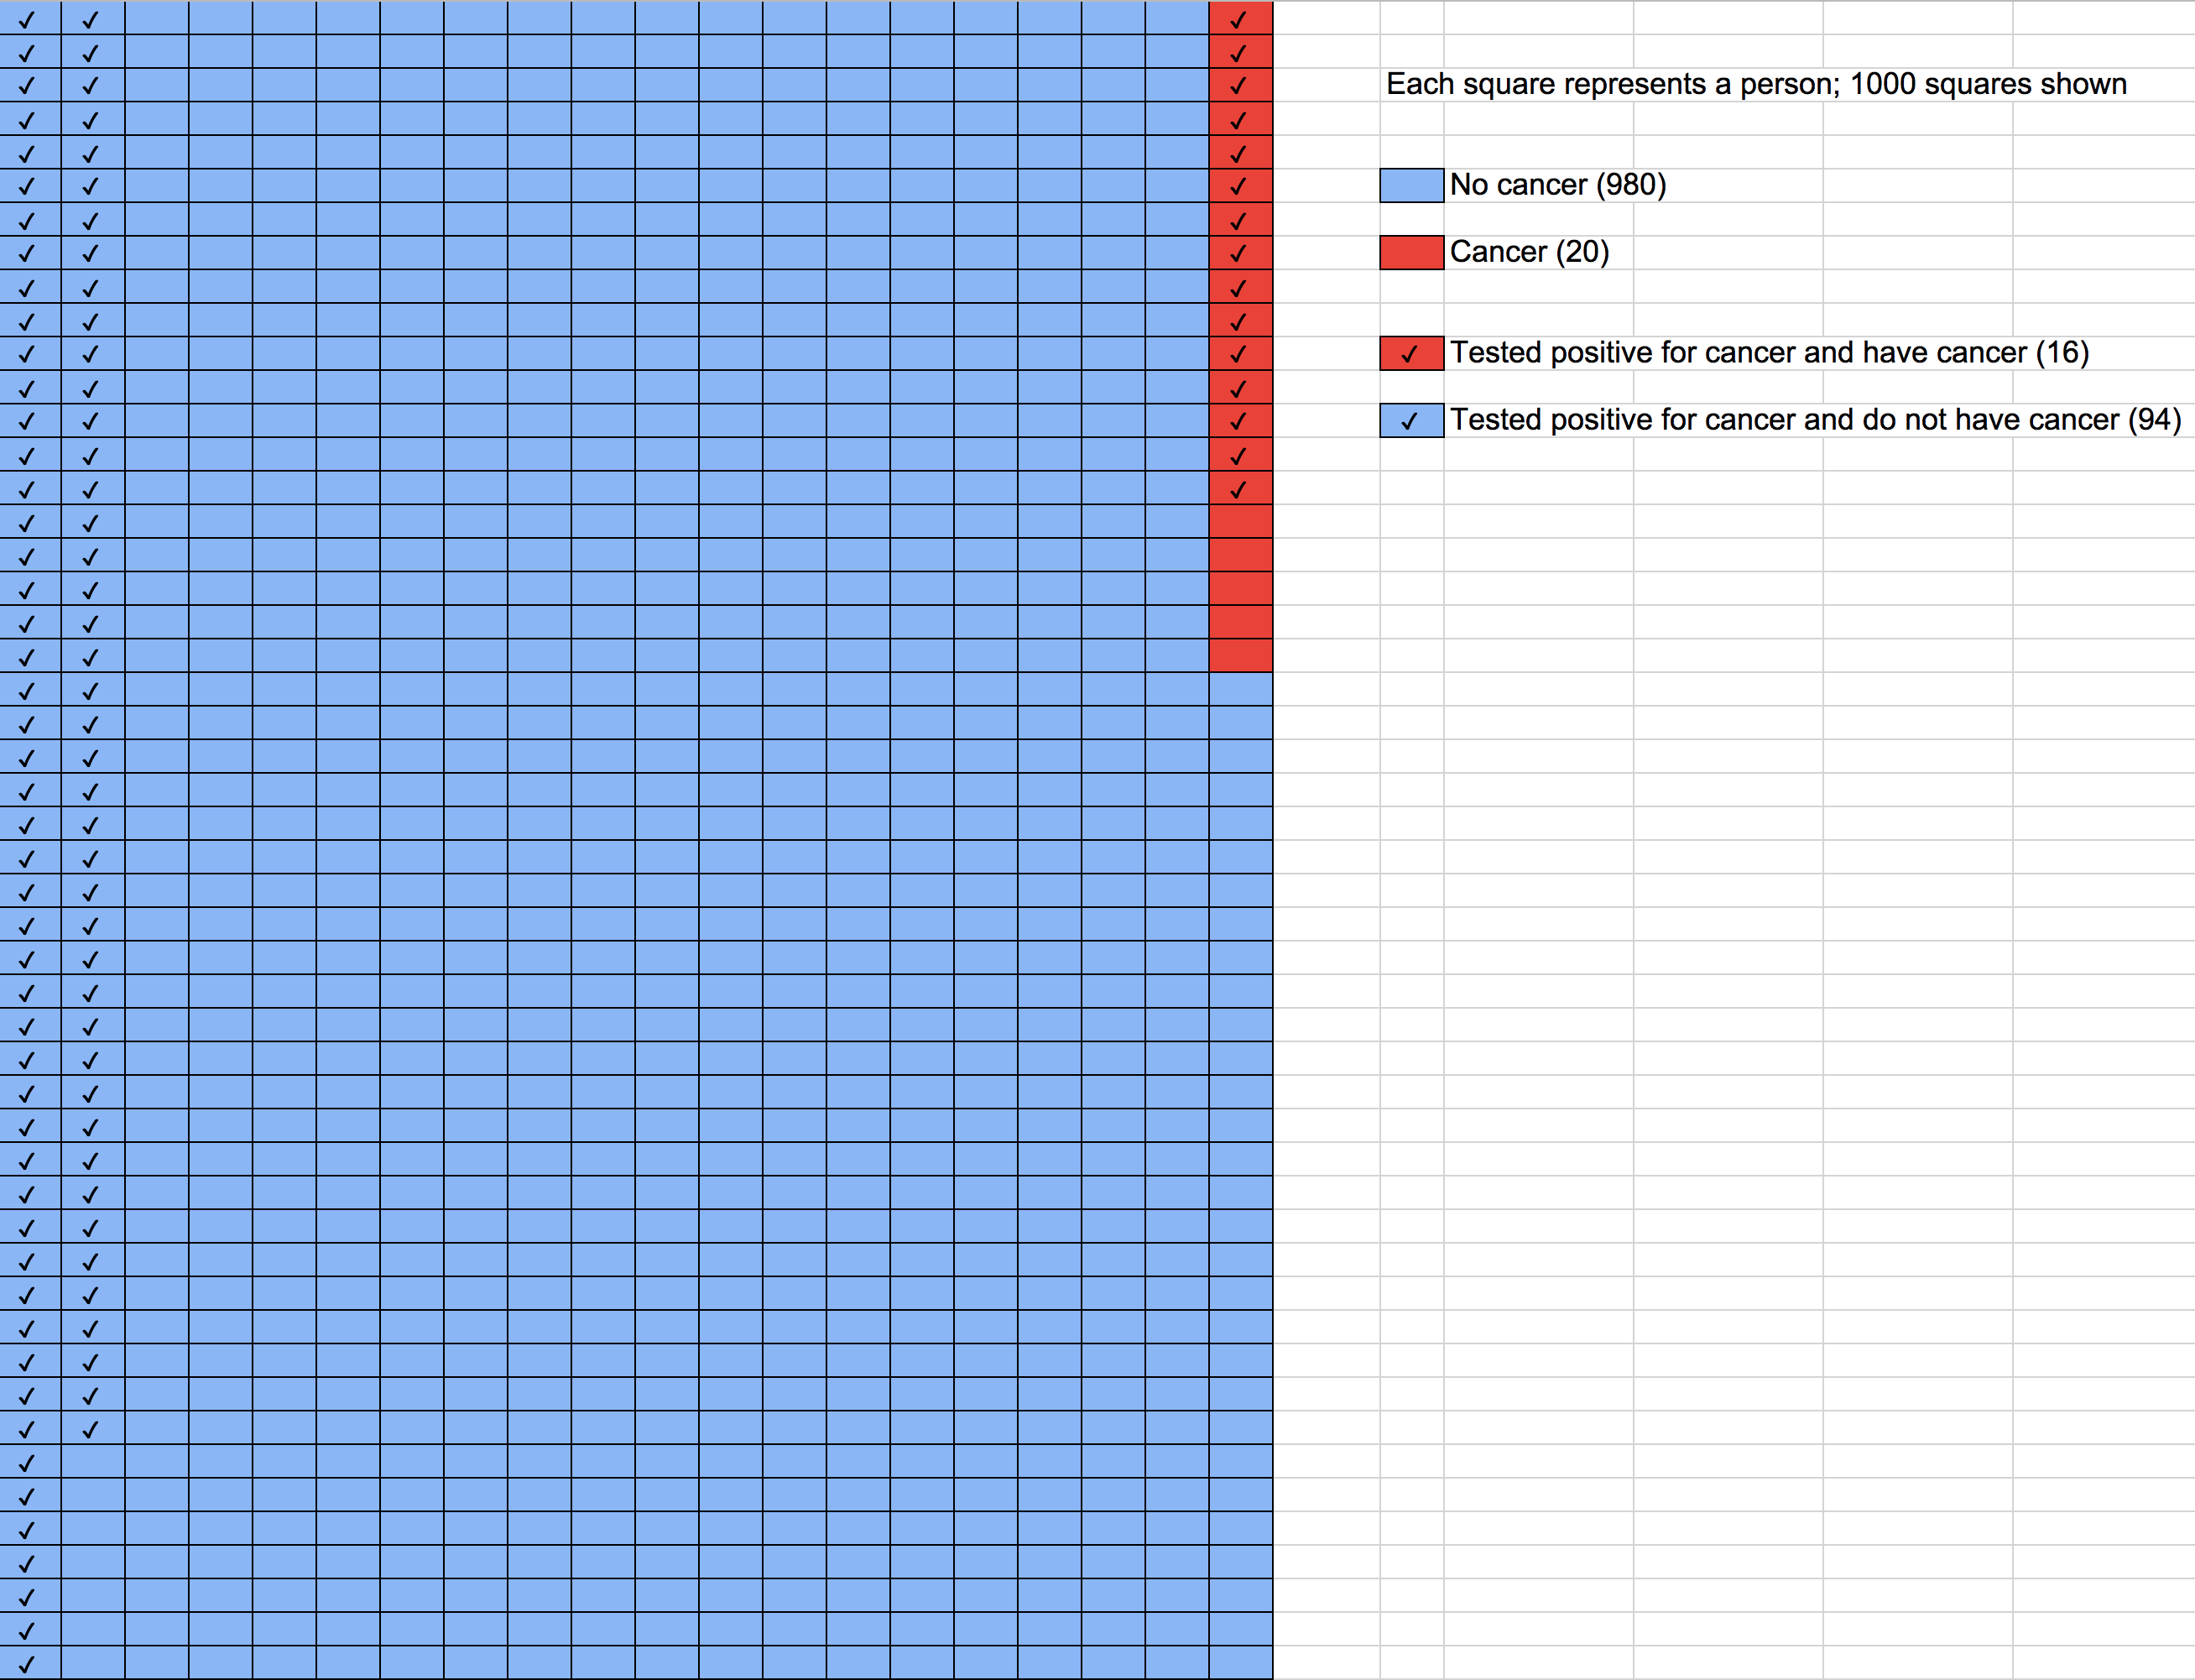 Each square represents a person; 1000 squares shown
No cancer (980)
Cancer (20)
Tested positive for cancer and have cancer (16)
Tested positive for cancer and do not have cancer (94)